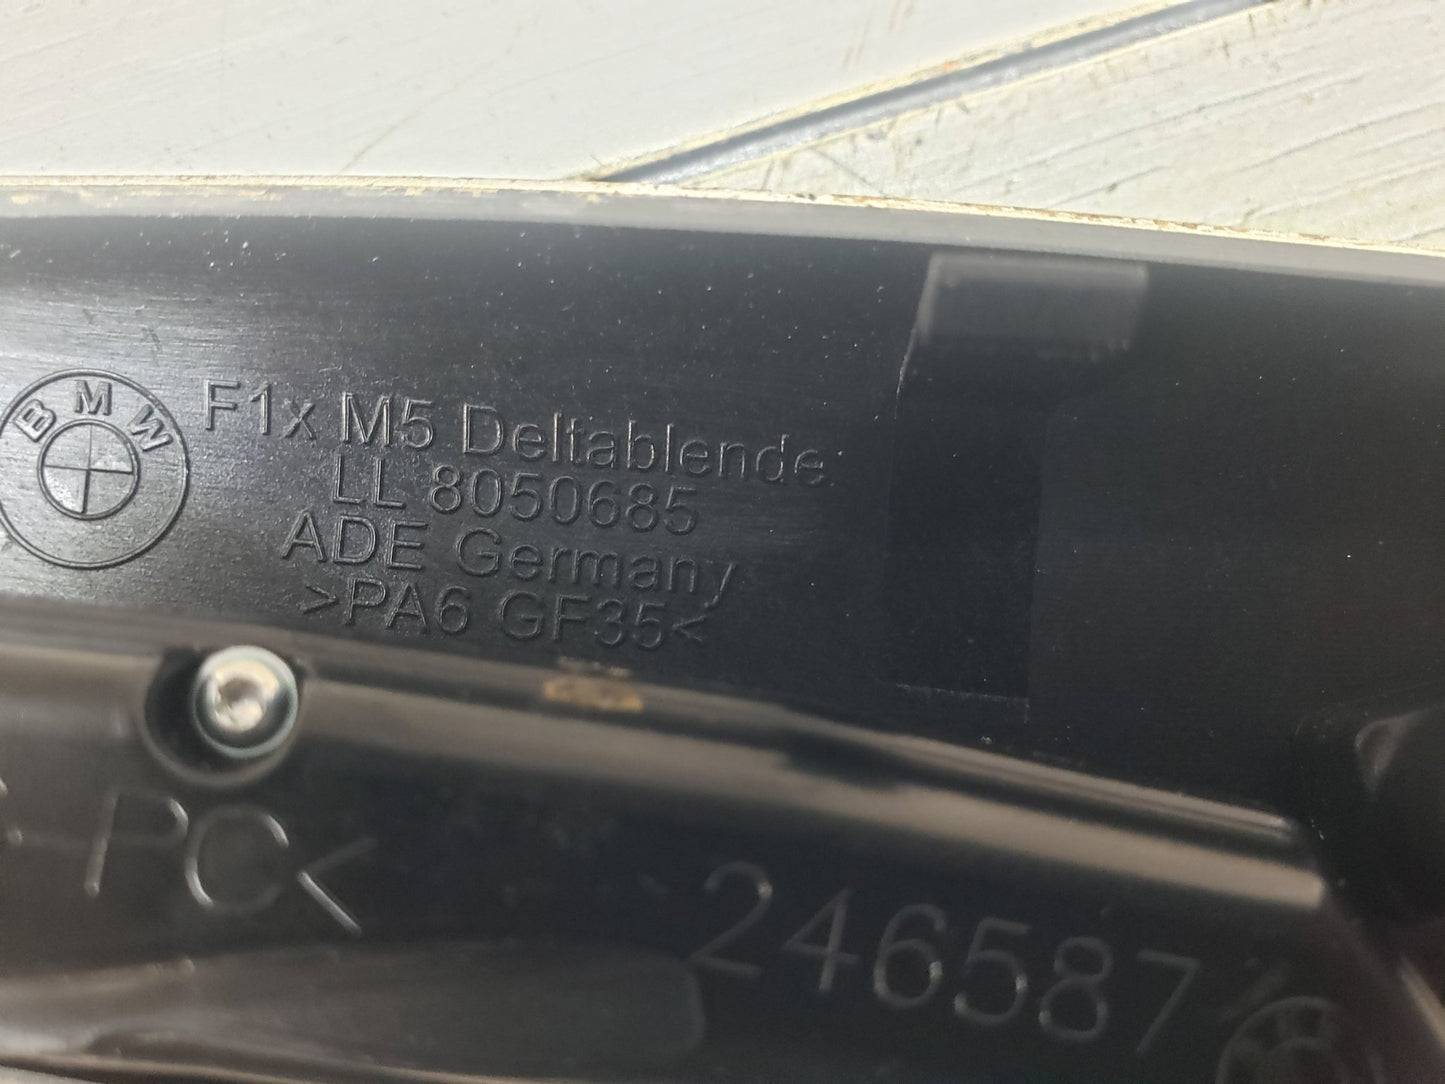 BMW
F1x M5 Deltablende
LL 8050685
ADE Germany
>PA6 GF35<
PC<
246587